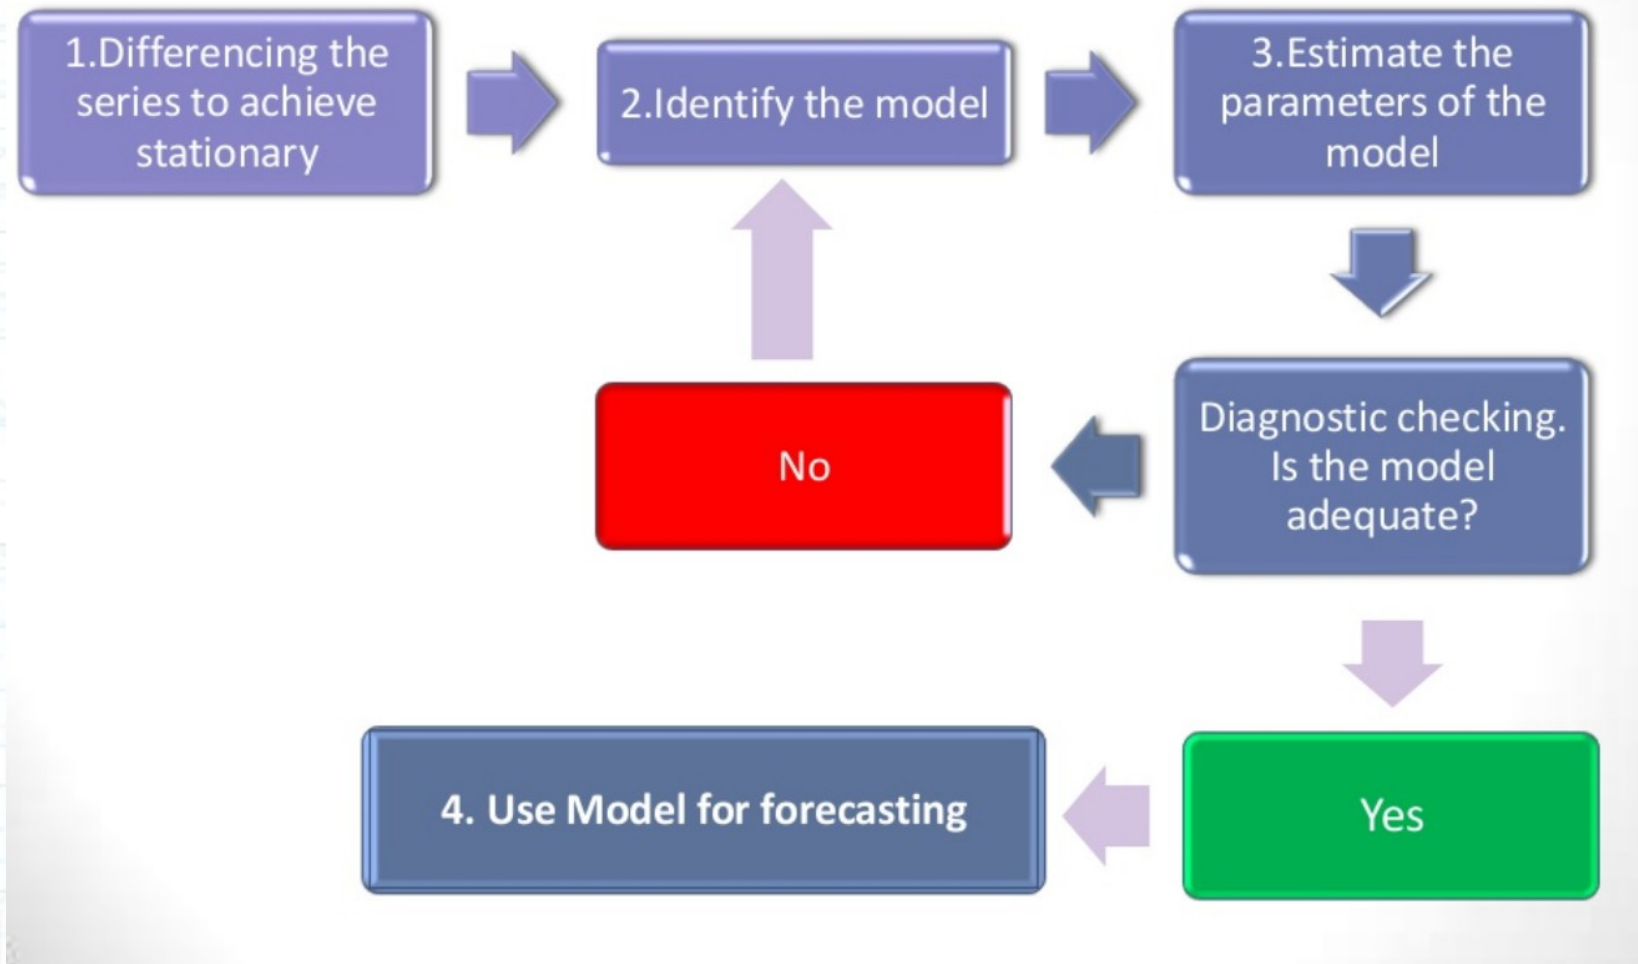 1.Differencing the
series to achieve
stationary
2.Identify the model
3.Estimate the
parameters of the
model
Diagnostic checking.
Is the model
adequate?
No
Yes
4. Use Model for forecasting